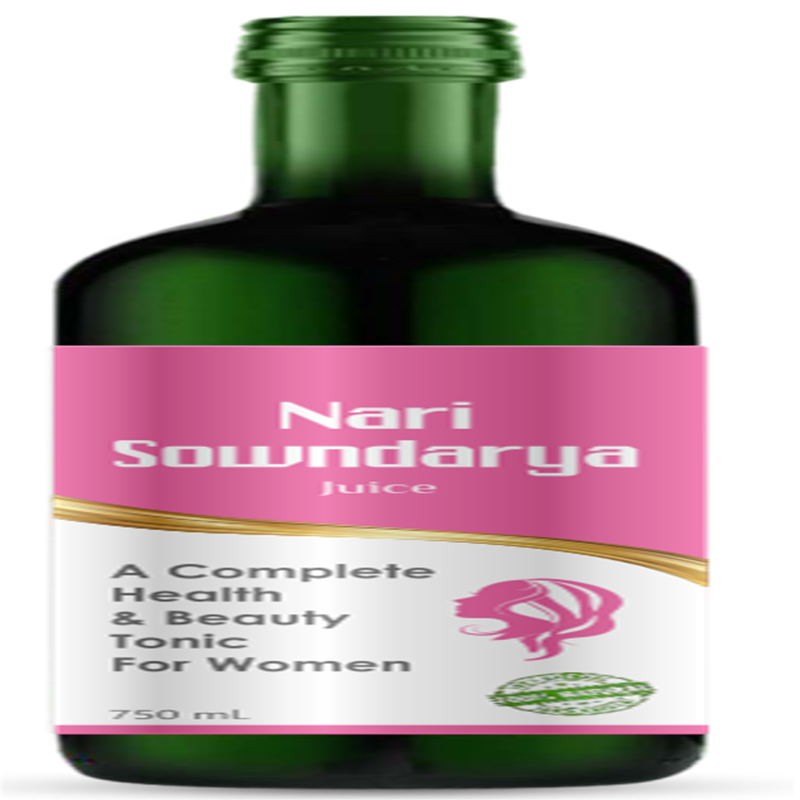 Nari
Sowndarya
Juice
A Complete
Health
& Beauty
Tonic
For Women
750 mL